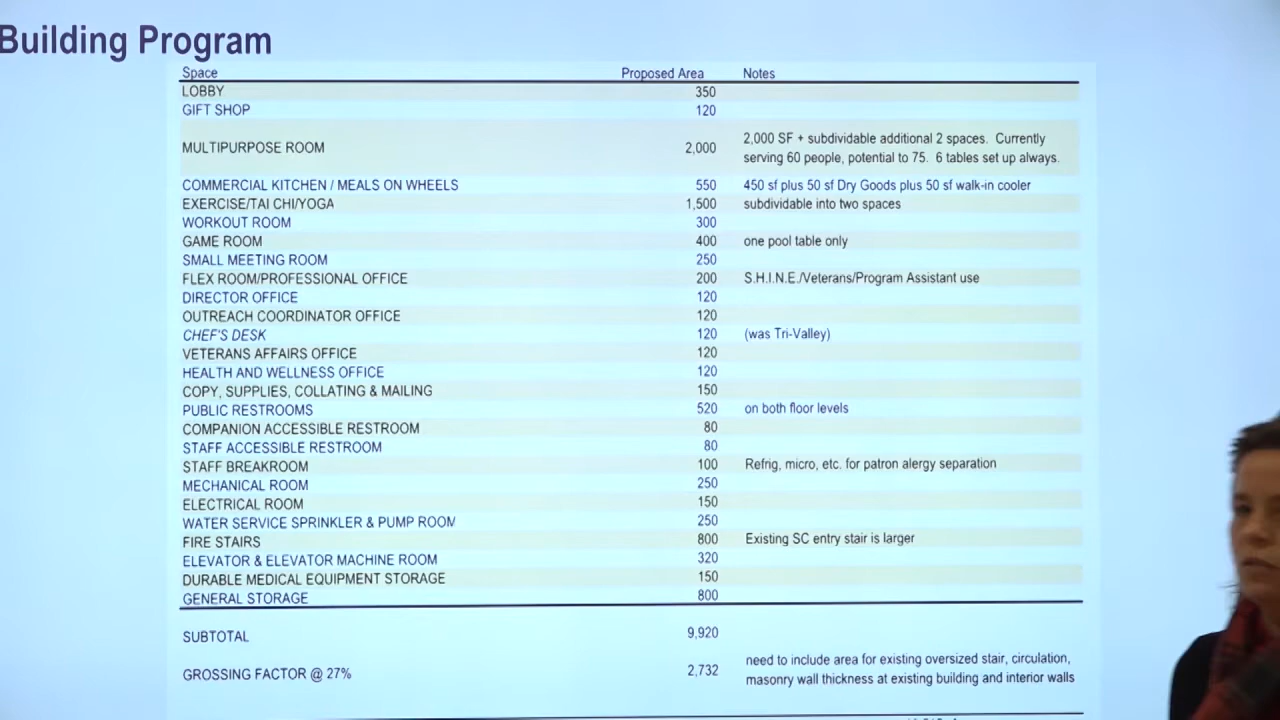 Building Program
Space Proposed Area Notes
LOBBY 350
GIFT SHOP 120
MULTIPURPOSE ROOM 2,000 2,000 SF + subdividable additional 2 spaces. Currently
serving 60 people, potential to 75. 6 tables set up always.
COMMERCIAL KITCHEN / MEALS ON WHEELS 550 450 sf plus 50 sf Dry Goods plus 50 sf walk-in cooler
EXERCISE/TAI CHI/YOGA 1,500 subdividable into two spaces
WORKOUT ROOM 300
GAME ROOM 400 one pool table only
SMALL MEETING ROOM 250
FLEX ROOM/PROFESSIONAL OFFICE 200 S.H.I.N.E./Veterans/Program Assistant use
DIRECTOR OFFICE 120
OUTREACH COORDINATOR OFFICE 120
CHEF'S DESK 120 (was Tri-Valley)
VETERANS AFFAIRS OFFICE 120
HEALTH AND WELLNESS OFFICE 120
COPY, SUPPLIES, COLLATING & MAILING 150
PUBLIC RESTROOMS 520 on both floor levels
COMPANION ACCESSIBLE RESTROOM 80
STAFF ACCESSIBLE RESTROOM 80
STAFF BREAKROOM 100 Refrig, micro, etc. for patron alergy separation
MECHANICAL ROOM 250
ELECTRICAL ROOM 150
WATER SERVICE SPRINKLER & PUMP ROOM 250
FIRE STAIRS 800 Existing SC entry stair is larger
ELEVATOR & ELEVATOR MACHINE ROOM 320
DURABLE MEDICAL EQUIPMENT STORAGE 150
GENERAL STORAGE 800
SUBTOTAL 9,920
GROSSING FACTOR @ 27% 2,732 need to include area for existing oversized stair, circulation,
masonry wall thickness at existing building and interior walls